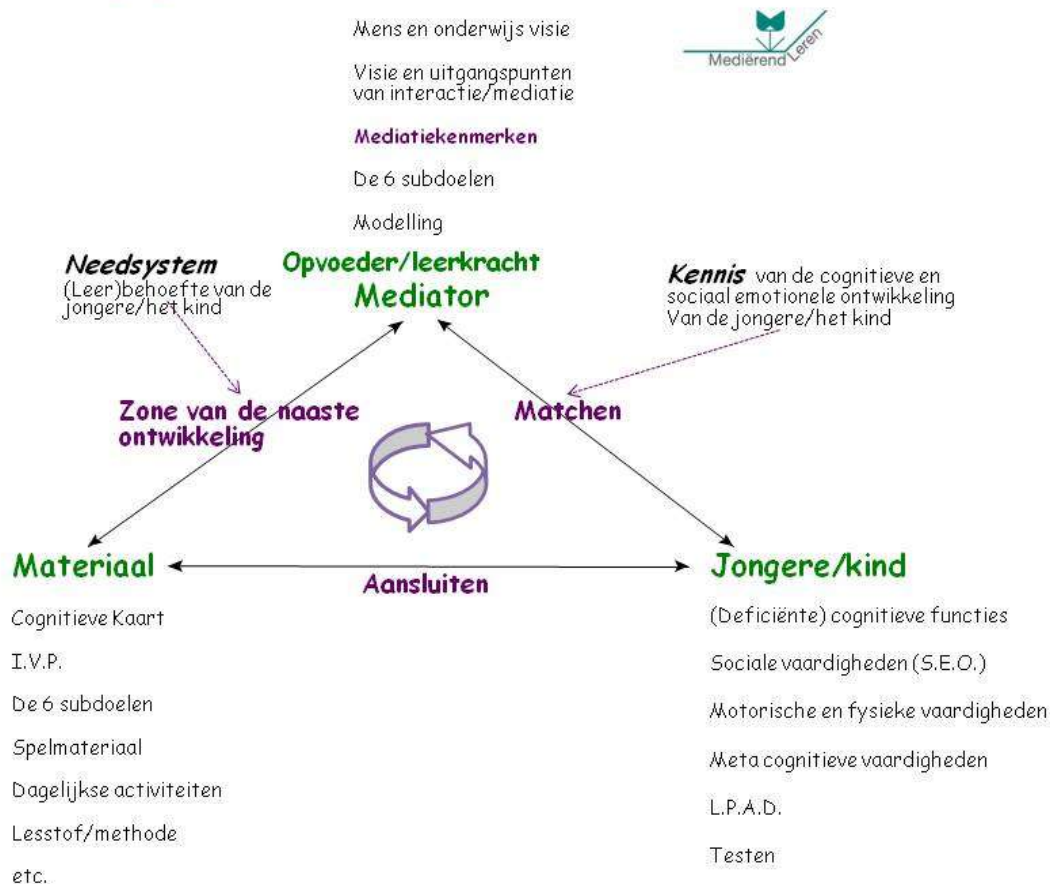 Mens en onderwijs visie
Mediërend Leren
Visie en uitgangspunten
van interactie/mediatie
Mediatiekenmerken
De 6 subdoelen
Modelling
Needsystem
(Leer)behoefte van de
jongere/het kind
Opvoeder/leerkracht
Mediator
Kennis van de cognitieve en
sociaal emotionele ontwikkeling
Van de jongere/het kind
Zone van de naaste
ontwikkeling
Matchen
Materiaal
Aansluiten
Jongere/kind
Cognitieve Kaart
I.V.P.
De 6 subdoelen
Spelmateriaal
Dagelijkse activiteiten
Lesstof/methode
etc.
(Deficiënte) cognitieve functies
Sociale vaardigheden (S.E.O.)
Motorische en fysieke vaardigheden
Meta cognitieve vaardigheden
L.P.A.D.
Testen